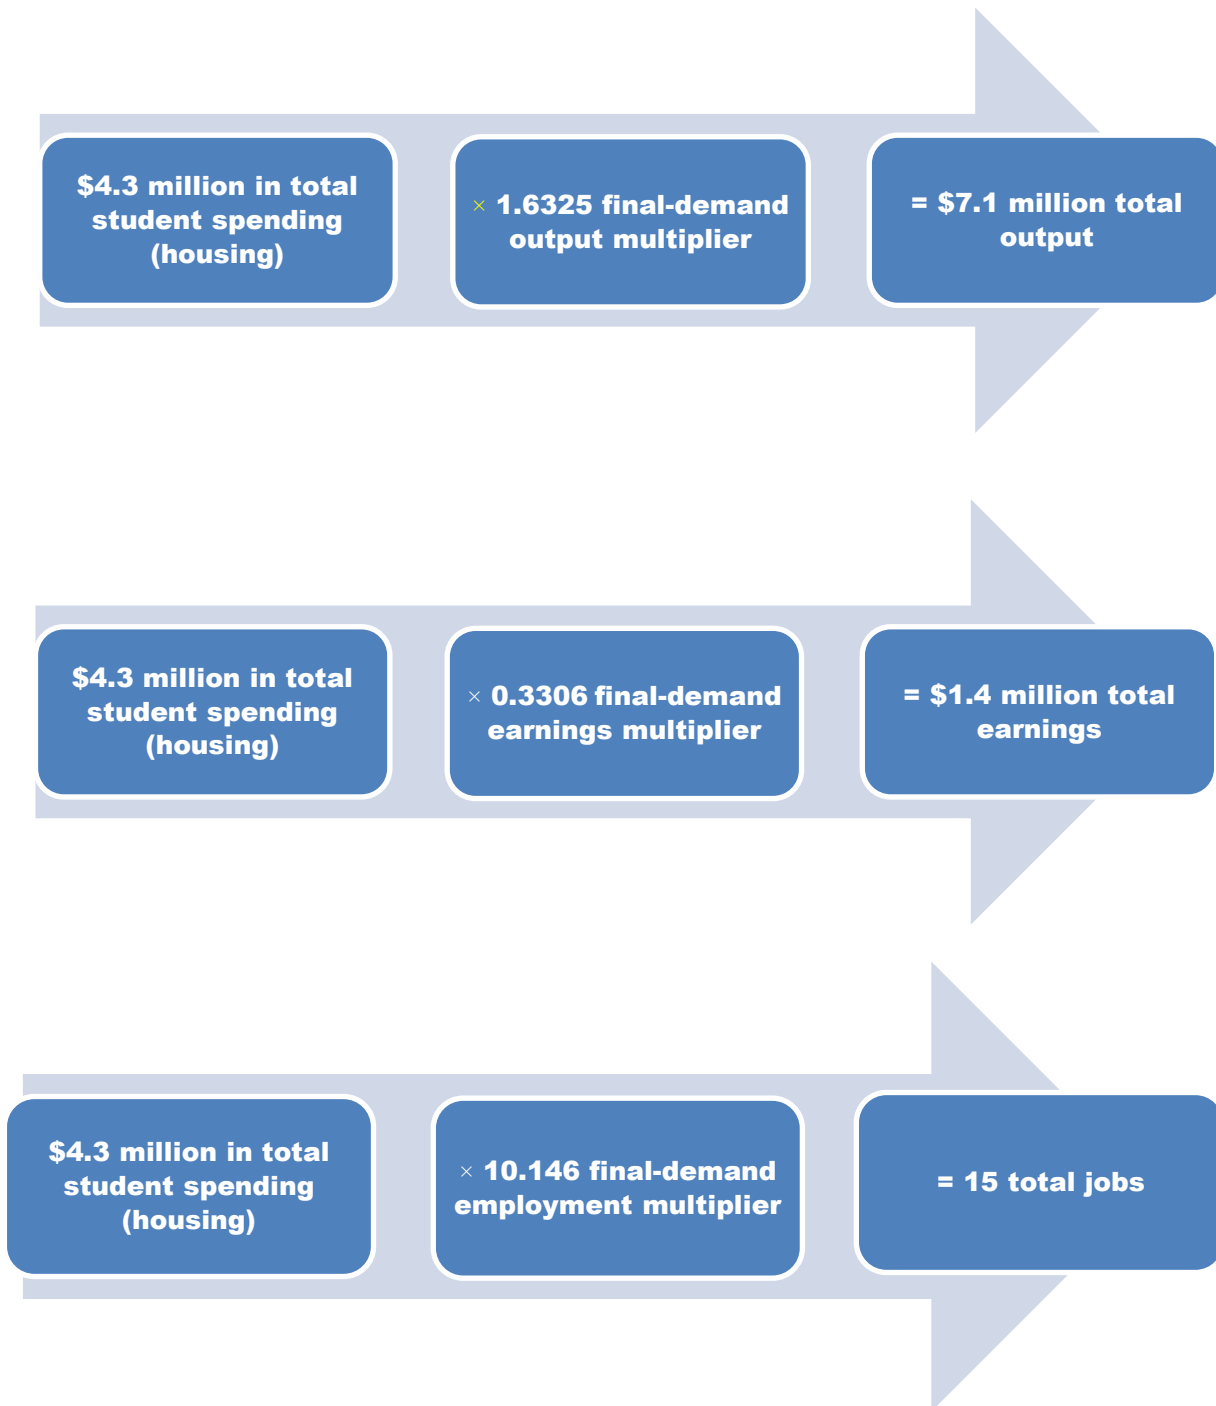 $4.3 million in total
student spending
(housing)
× 1.6325 final-demand
output multiplier
= $7.1 million total
output
$4.3 million in total
student spending
(housing)
× 0.3306 final-demand
earnings multiplier
= $1.4 million total
earnings
$4.3 million in total
student spending
(housing)
× 10.146 final-demand
employment multiplier
= 15 total jobs